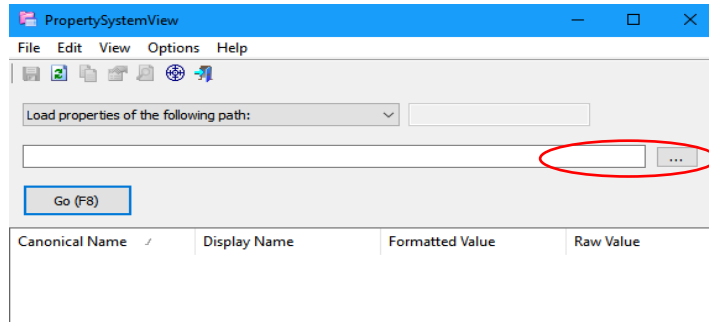 PropertySystemView
File Edit View Options Help
Load properties of the following path:
...
Go (F8)
Canonical Name Display Name Formatted Value Raw Value